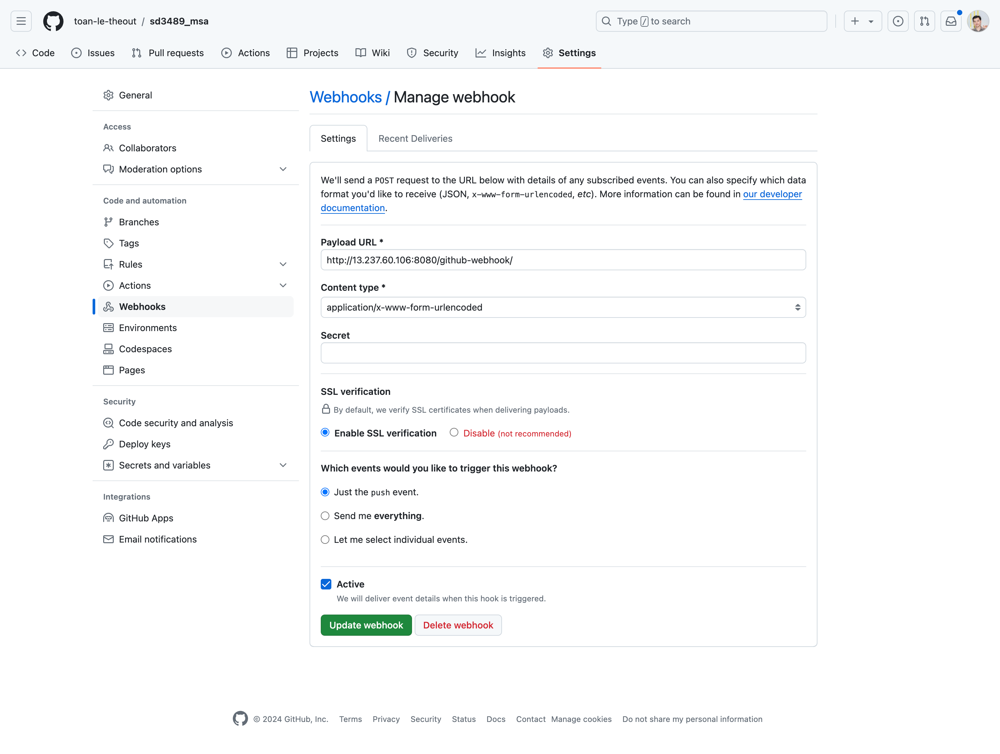 toan-le-theout / sd3489_msa
Type / to search
Code Issues Pull requests Actions Projects Wiki Security Insights Settings
General
Access
Collaborators
Moderation options
Code and automation
Branches
Tags
Rules
Actions
Webhooks
Environments
Codespaces
Pages
Security
Code security and analysis
Deploy keys
Secrets and variables
Integrations
GitHub Apps
Email notifications
Webhooks / Manage webhook
Settings Recent Deliveries
We'll send a POST request to the URL below with details of any subscribed events. You can also specify which data
format you'd like to receive (JSON, x-www-form-urlencoded, etc). More information can be found in our developer
documentation.
Payload URL *
http://13.237.60.106:8080/github-webhook/
Content type *
application/x-www-form-urlencoded
Secret
SSL verification
By default, we verify SSL certificates when delivering payloads.
Enable SSL verification Disable (not recommended)
Which events would you like to trigger this webhook?
Just the push event.
Send me everything.
Let me select individual events.
Active
We will deliver event details when this hook is triggered.
Update webhook Delete webhook
© 2024 GitHub, Inc. Terms Privacy Security Status Docs Contact Manage cookies Do not share my personal information